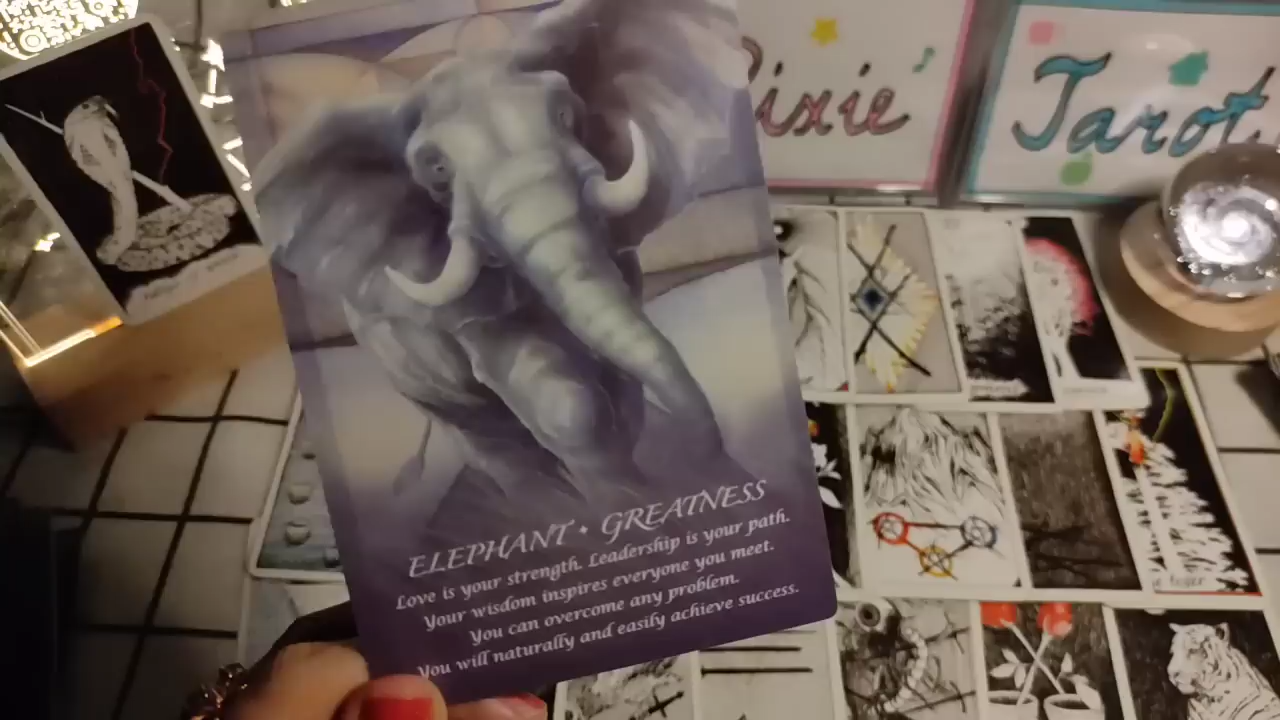 Pixie
Tarot
ELEPHANT • GREATNESS
Love is your strength. Leadership is your path.
Your wisdom inspires everyone you meet.
You can overcome any problem.
You will naturally and easily achieve success.